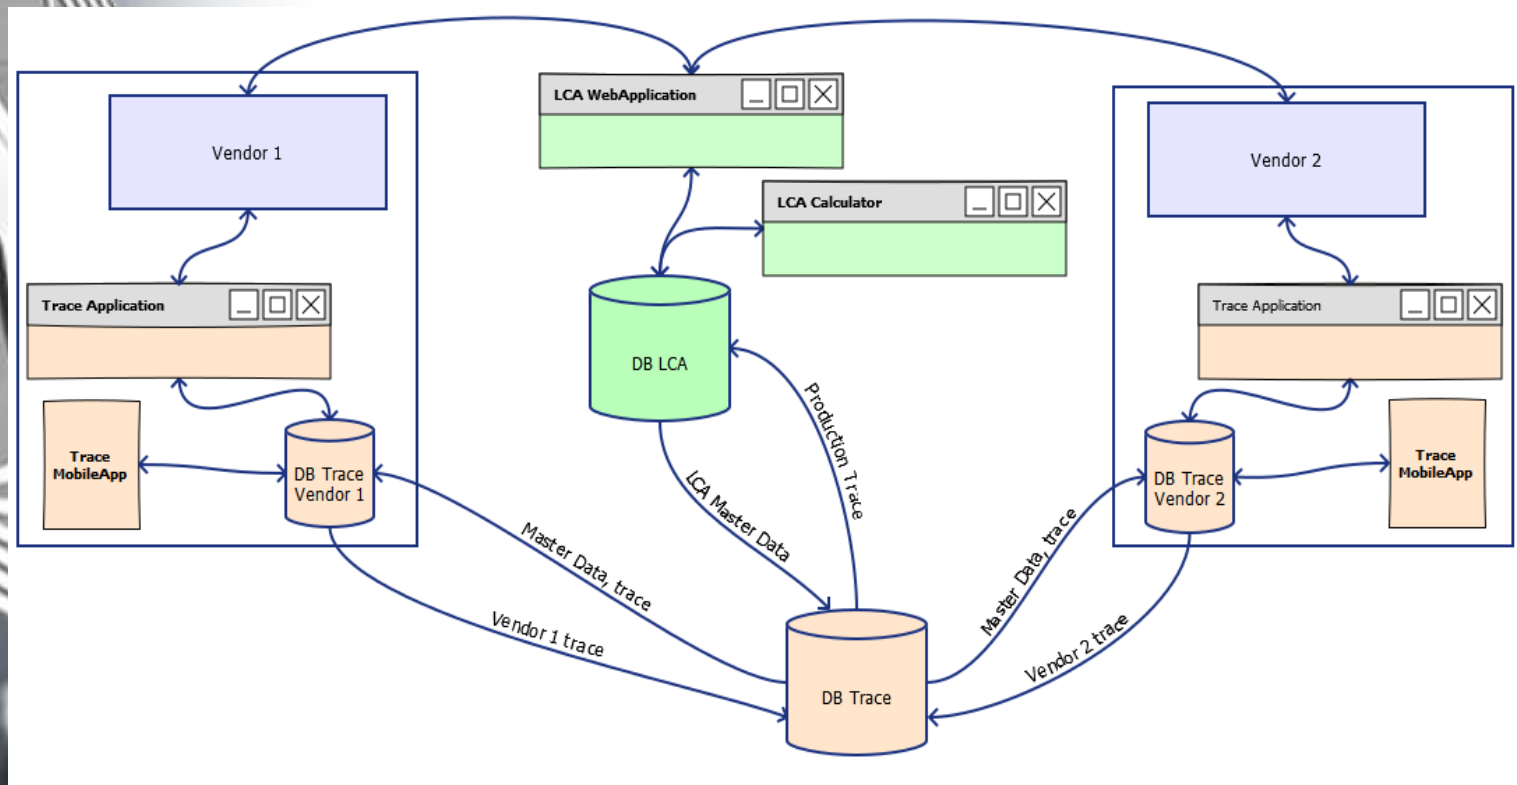 LCA WebApplication
Vendor 1
Vendor 2
LCA Calculator
Trace Application
Trace Application
DB LCA
Production Trace
Trace
MobileApp
DB Trace
Vendor 1
LCA Master Data
DB Trace
Vendor 2
Trace
MobileApp
Master Data, trace
Master Data, trace
Vendor 1 trace
Vendor 2 trace
DB Trace